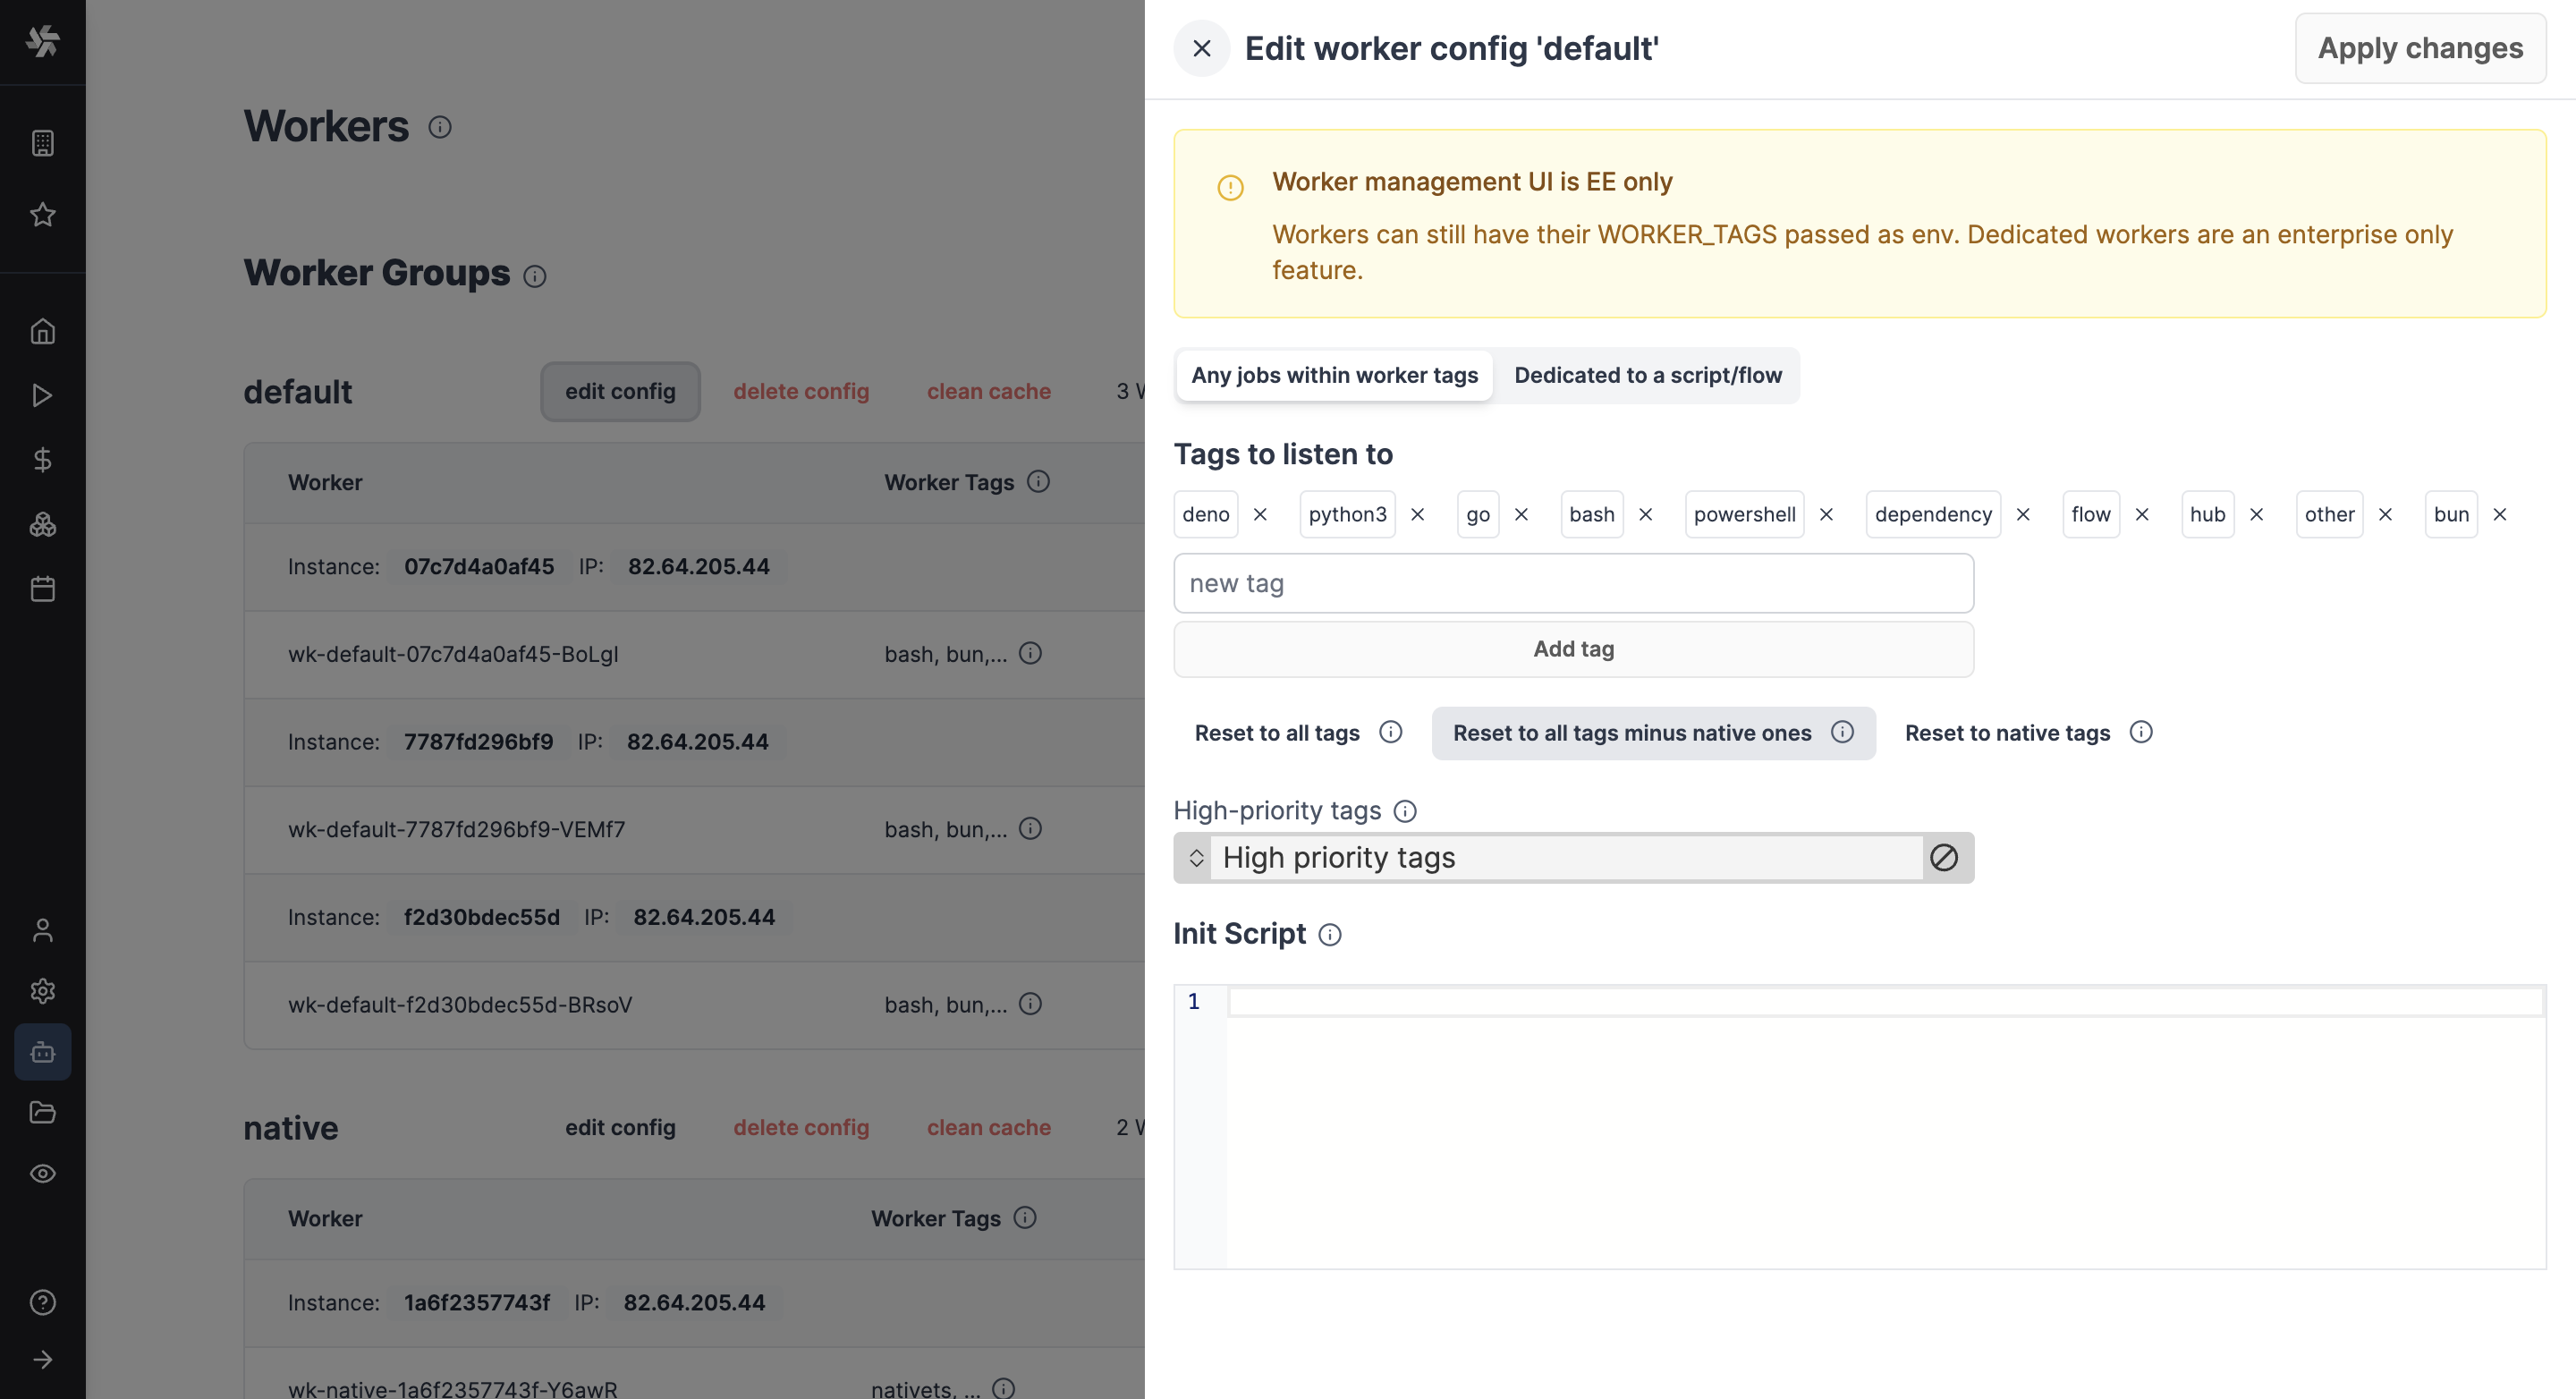 Workers
Worker Groups
default edit config delete config clean cache 3
Worker Worker Tags
Instance: 07c7d4a0af45 IP: 82.64.205.44
wk-default-07c7d4a0af45-BoLgI bash, bun,...
Instance: 7787fd296bf9 IP: 82.64.205.44
wk-default-7787fd296bf9-VEMf7 bash, bun,...
Instance: f2d30bdec55d IP: 82.64.205.44
wk-default-f2d30bdec55d-BRsoV bash, bun,...
native edit config delete config clean cache 2
Worker Worker Tags
Instance: 1a6f2357743f IP: 82.64.205.44
wk-native-1a6f2357743f-Y6awR nativets, ...
Edit worker config 'default'
Apply changes
Worker management UI is EE only
Workers can still have their WORKER_TAGS passed as env. Dedicated workers are an enterprise only
feature.
Any jobs within worker tags Dedicated to a script/flow
Tags to listen to
deno python3 go bash powershell dependency flow hub other bun
new tag
Add tag
Reset to all tags Reset to all tags minus native ones Reset to native tags
High-priority tags
High priority tags
Init Script
1